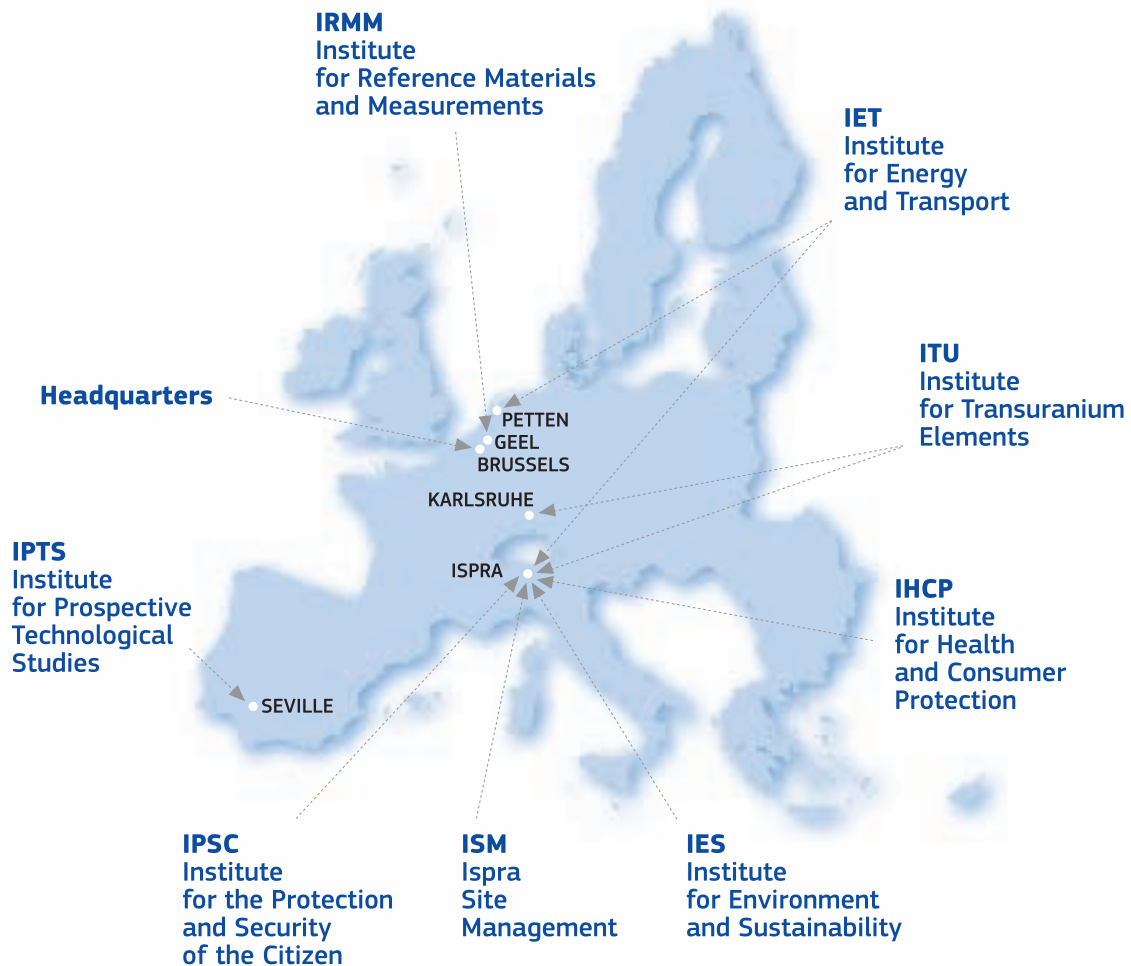 IRMM
Institute
for Reference Materials
and Measurements
IET
Institute
for Energy
and Transport
ITU
Institute
for Transuranium
Elements
Headquarters
PETTEN
GEEL
BRUSSELS
KARLSRUHE
ISPRA
IPTS
Institute
for Prospective
Technological
Studies
SEVILLE
IHCP
Institute
for Health
and Consumer
Protection
IPSC
Institute
for the Protection
and Security
of the Citizen
ISM
Ispra
Site
Management
IES
Institute
for Environment
and Sustainability